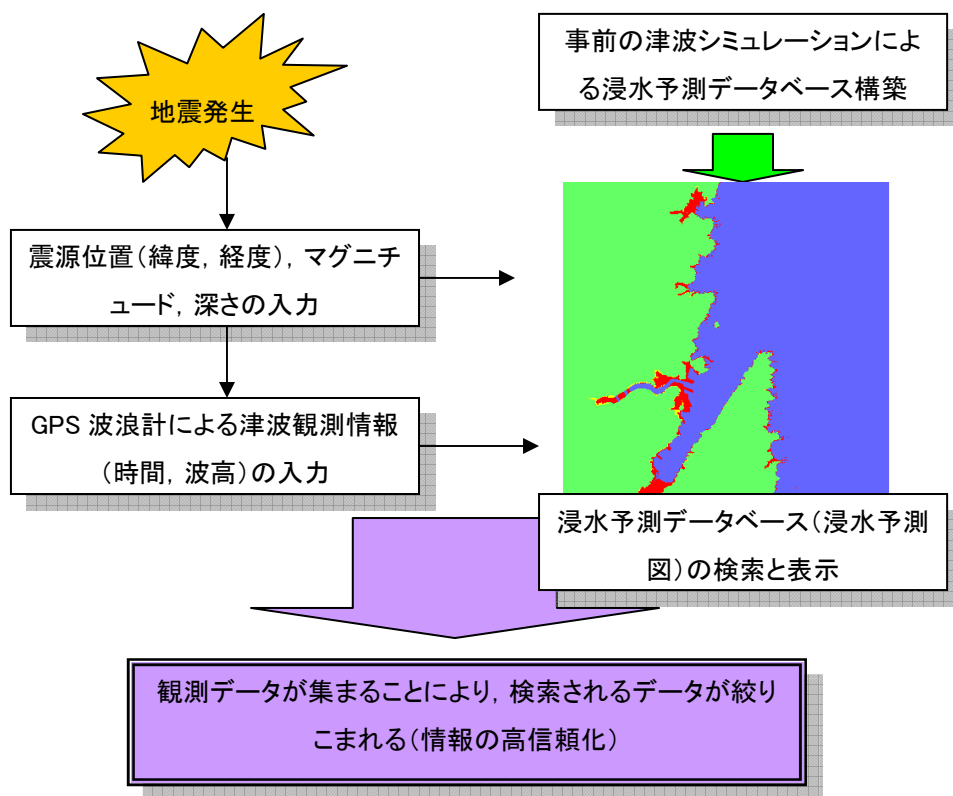 地震発生
事前の津波シミュレーションによ
る浸水予測データベース構築
震源位置(緯度, 経度), マグニチ
ュード, 深さの入力
GPS 波浪計による津波観測情報
(時間, 波高)の入力
浸水予測データベース(浸水予測
図)の検索と表示
観測データが集まることにより, 検索されるデータが絞り
こまれる(情報の高信頼化)